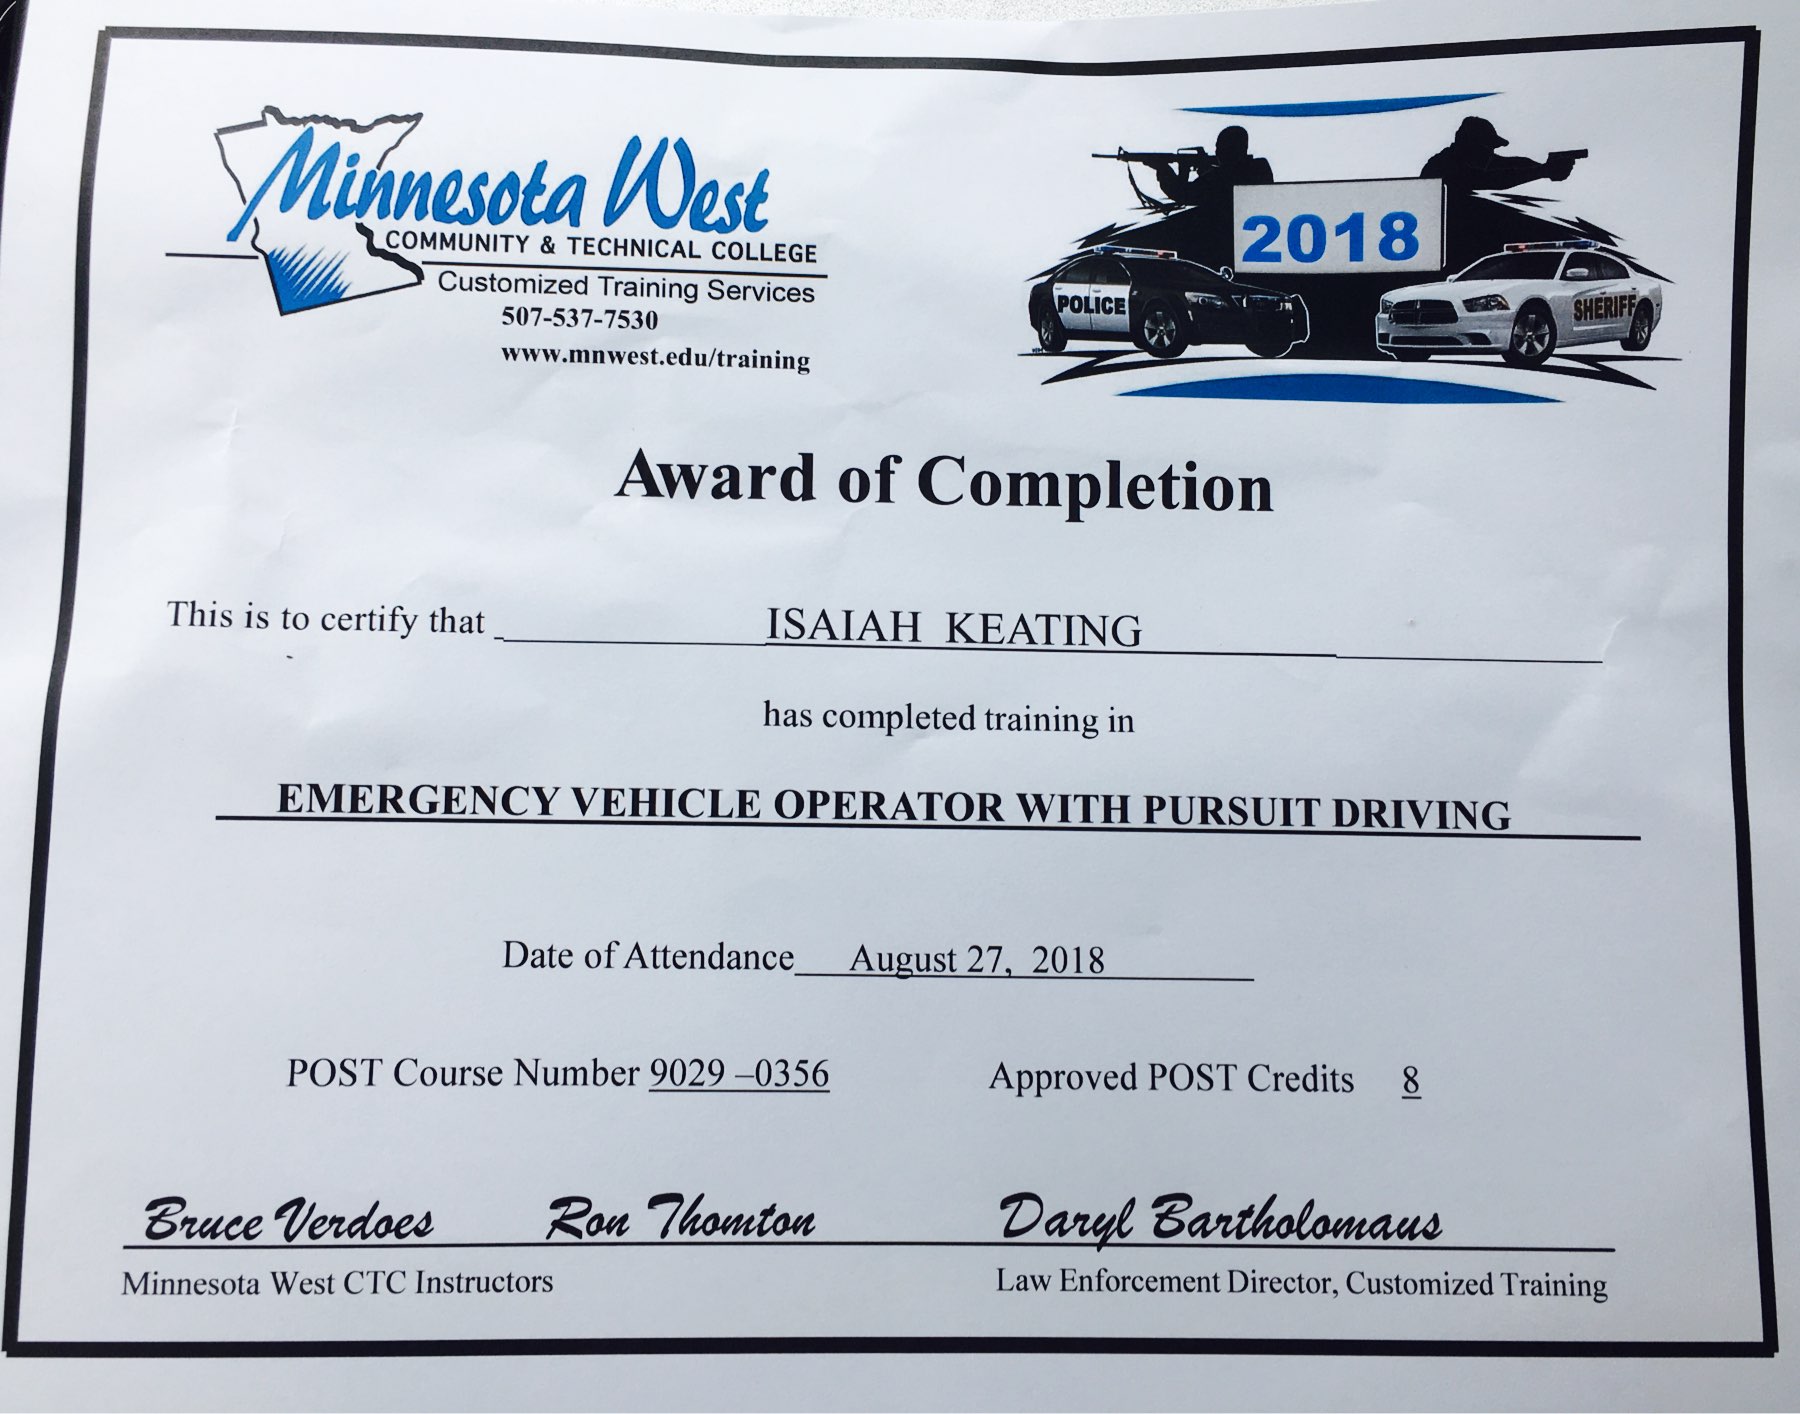 Minnesota West
COMMUNITY & TECHNICAL COLLEGE
Customized Training Services
507-537-7530
www.mnwest.edu/training
2018
POLICE
SHERIFF
Award of Completion
This is to certify that ISAIAH KEATING
has completed training in
EMERGENCY VEHICLE OPERATOR WITH PURSUIT DRIVING
Date of Attendance August 27, 2018
POST Course Number 9029 –0356 Approved POST Credits 8
Bruce Verdoes Ron Thomton Daryl Bartholomaus
Minnesota West CTC Instructors Law Enforcement Director, Customized Training